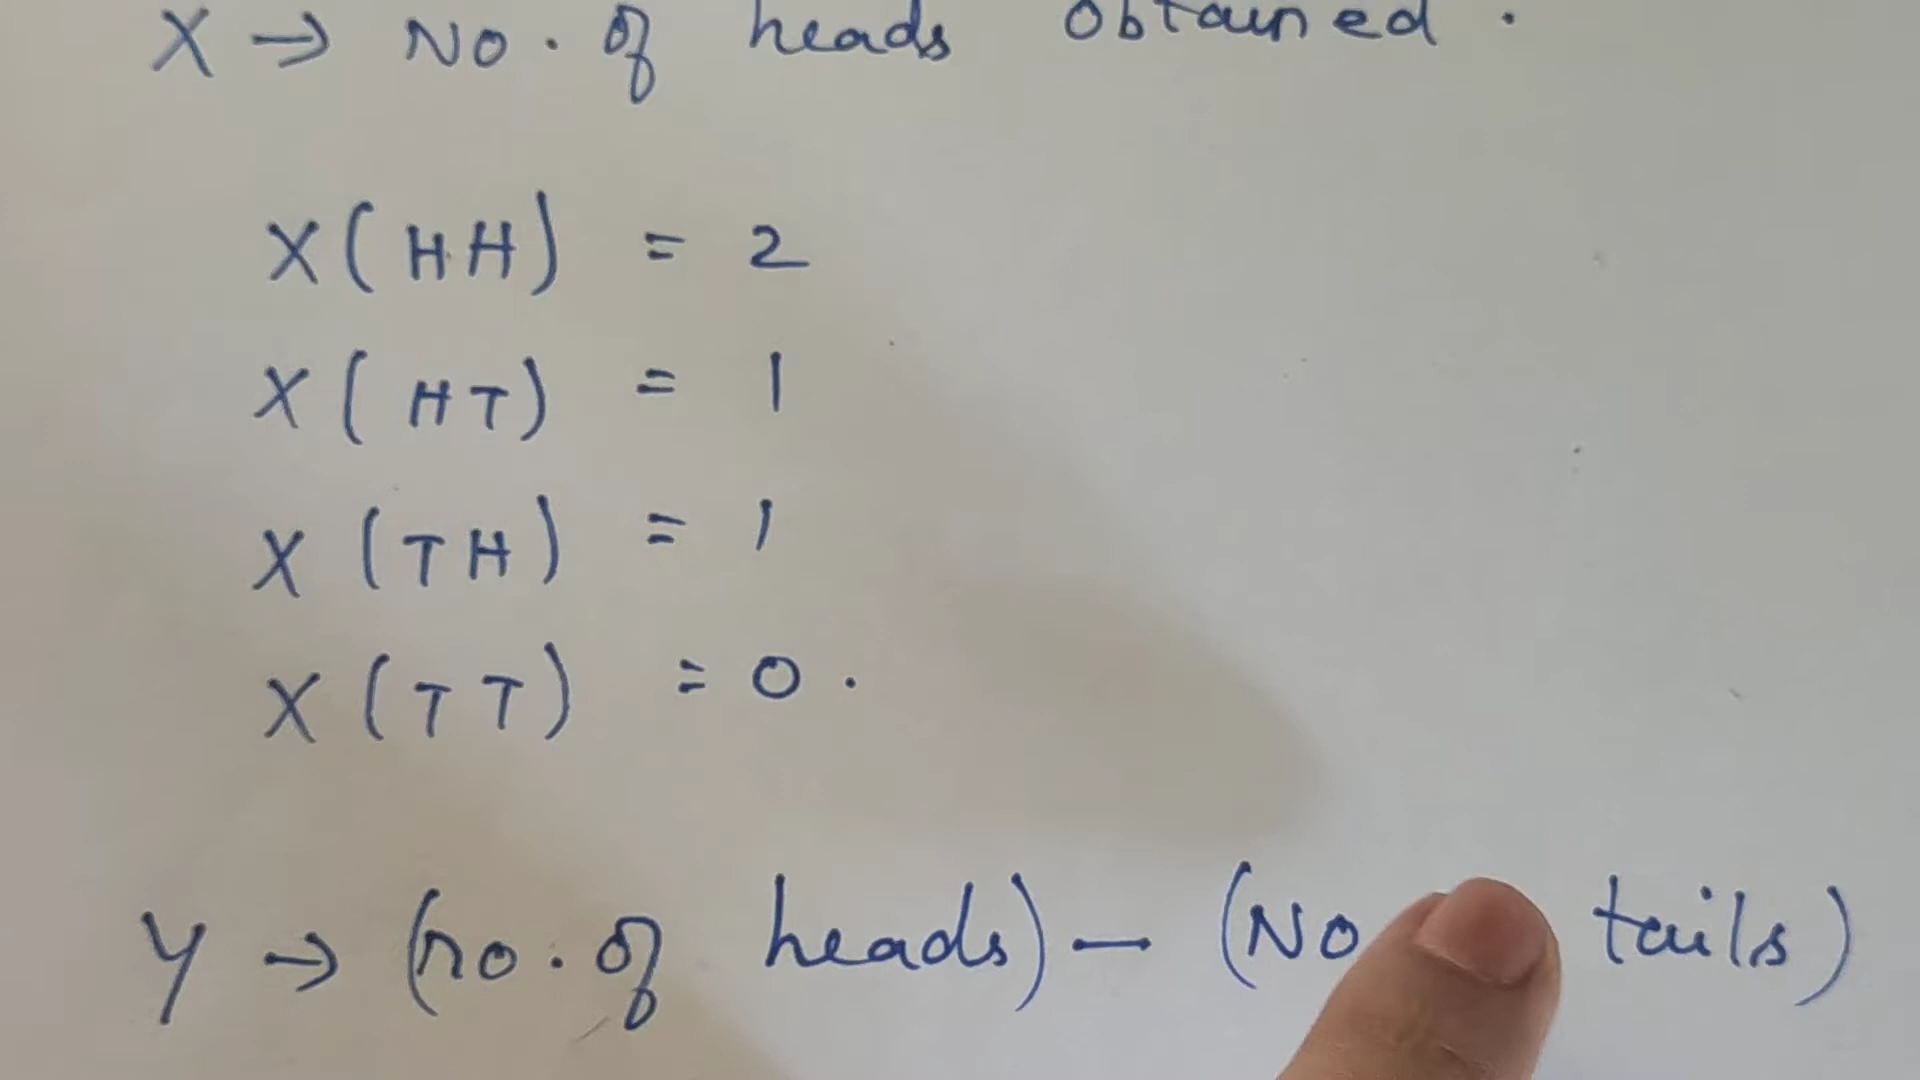 X → No. of heads obtained.
X(HH) = 2
X(HT) = 1
X(TH) = 1
X(TT) = 0.
Y → (no. of heads) - (No tails)